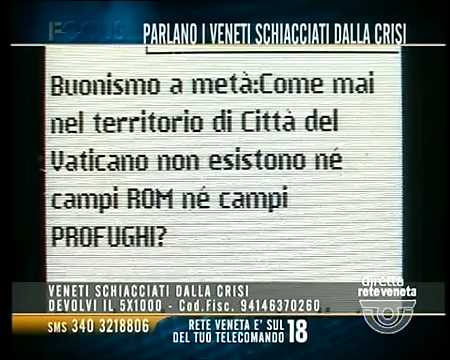 FOCUS
PARLANO I VENETI SCHIACCIATI DALLA CRISI
Buonismo a metà:Come mai
nel territorio di Città del
Vaticano non esistono né
campi ROM né campi
PROFUGHI?
diretta
reteveneta
VENETI SCHIACCIATI DALLA CRISI
DEVOLVI IL 5X1000 - Cod.Fisc. 94146370260
SMS 340 3218806
RETE VENETA E' SUL
DEL TUO TELECOMANDO 18